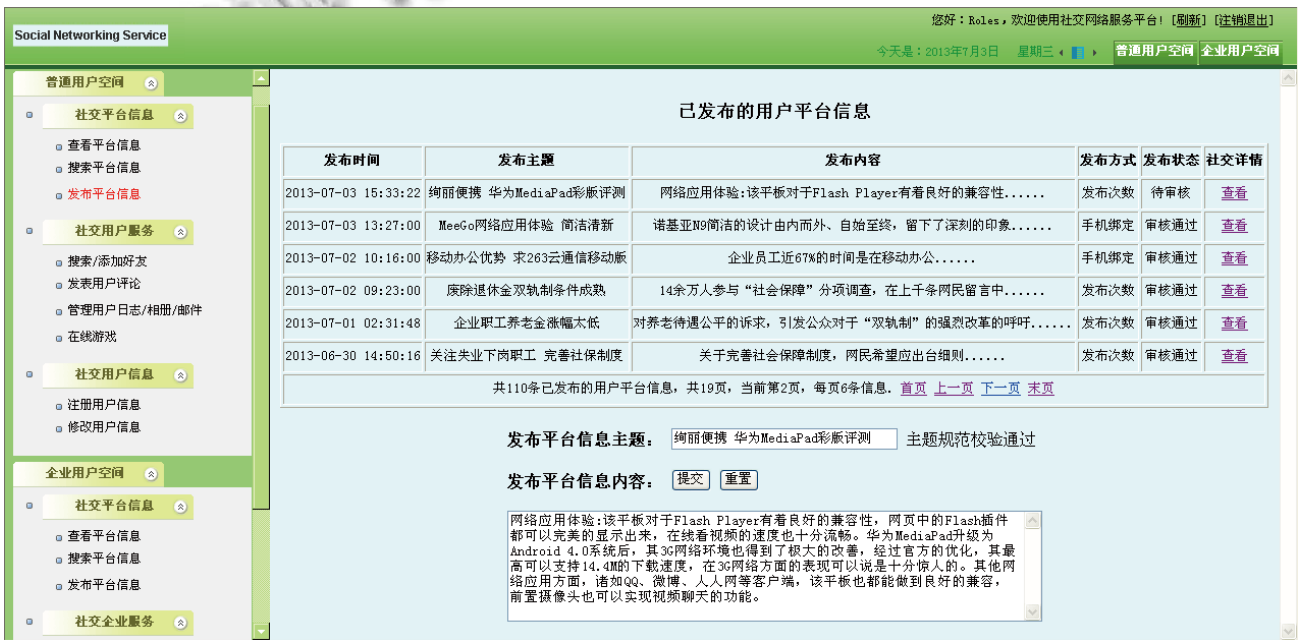 您好：Roles，欢迎使用社交网络服务平台！[刷新] [注销退出]
Social Networking Service
今天是：2013年7月3日 星期三 普通用户空间 企业用户空间
普通用户空间
社交平台信息
查看平台信息
搜索平台信息
发布平台信息
社交用户服务
搜索/添加好友
发表用户评论
管理用户日志/相册/邮件
在线游戏
社交用户信息
注册用户信息
修改用户信息
企业用户空间
社交平台信息
查看平台信息
搜索平台信息
发布平台信息
社交企业服务
已发布的用户平台信息
发布时间 发布主题 发布内容 发布方式 发布状态 社交详情
2013-07-03 15:33:22 绚丽便携 华为MediaPad彩版评测 网络应用体验:该平板对于Flash Player有着良好的兼容性...... 发布次数 待审核 查看
2013-07-03 13:27:00 MeeGo网络应用体验 简洁清新 诺基亚N9简洁的设计由内而外、自始至终，留下了深刻的印象...... 手机绑定 审核通过 查看
2013-07-02 10:16:00 移动办公优势 求263云通信移动版 企业员工近67%的时间是在移动办公...... 手机绑定 审核通过 查看
2013-07-02 09:23:00 废除退休金双轨制条件成熟 14余万人参与“社会保障”分项调查，在上千条网民留言中...... 发布次数 审核通过 查看
2013-07-01 02:31:48 企业职工养老金涨幅太低 对养老待遇公平的诉求，引发公众对于“双轨制”的强烈改革的呼吁...... 发布次数 审核通过 查看
2013-06-30 14:50:16 关注失业下岗职工 完善社保制度 关于完善社会保障制度，网民希望应出台细则...... 发布次数 审核通过 查看
共110条已发布的用户平台信息，共19页，当前第2页，每页6条信息. 首页 上一页 下一页 末页
发布平台信息主题： 绚丽便携 华为MediaPad彩版评测 主题规范校验通过
发布平台信息内容： 提交 重置
网络应用体验:该平板对于Flash Player有着良好的兼容性，网页中的Flash插件
都可以完美的显示出来，在线看视频的速度也十分流畅。华为MediaPad升级为
Android 4.0系统后，其3G网络环境也得到了极大的改善，经过官方的优化，其最
高可以支持14.4M的下载速度，在3G网络方面的表现可以说是十分惊人的。其他网
络应用方面，诸如QQ、微博、人人网等客户端，该平板也都能做到良好的兼容，
前置摄像头也可以实现视频聊天的功能。